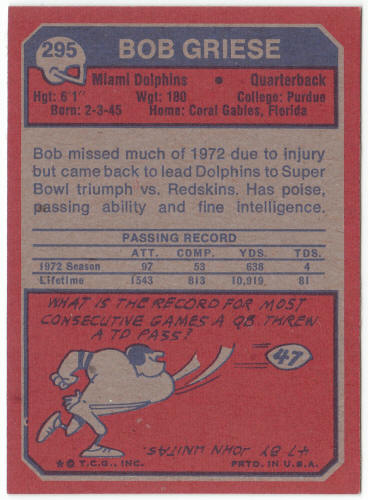 295 BOB GRIESE
Miami Dolphins • Quarterback
Hgt: 6'1" Wgt: 180 College: Purdue
Born: 2-3-45 Home: Coral Gables, Florida
Bob missed much of 1972 due to injury
but came back to lead Dolphins to Super
Bowl triumph vs. Redskins. Has poise,
passing ability and fine intelligence.
PASSING RECORD
ATT. COMP. YDS. TDS.
1972 Season 97 53 638 4
Lifetime 1543 813 10,919 81
WHAT IS THE RECORD FOR MOST
CONSECUTIVE GAMES A QB. THREW
A TD PASS?
47
47 BY JOHN UNITAS.
★ © T.C.G., INC. PRTD. IN U.S.A.